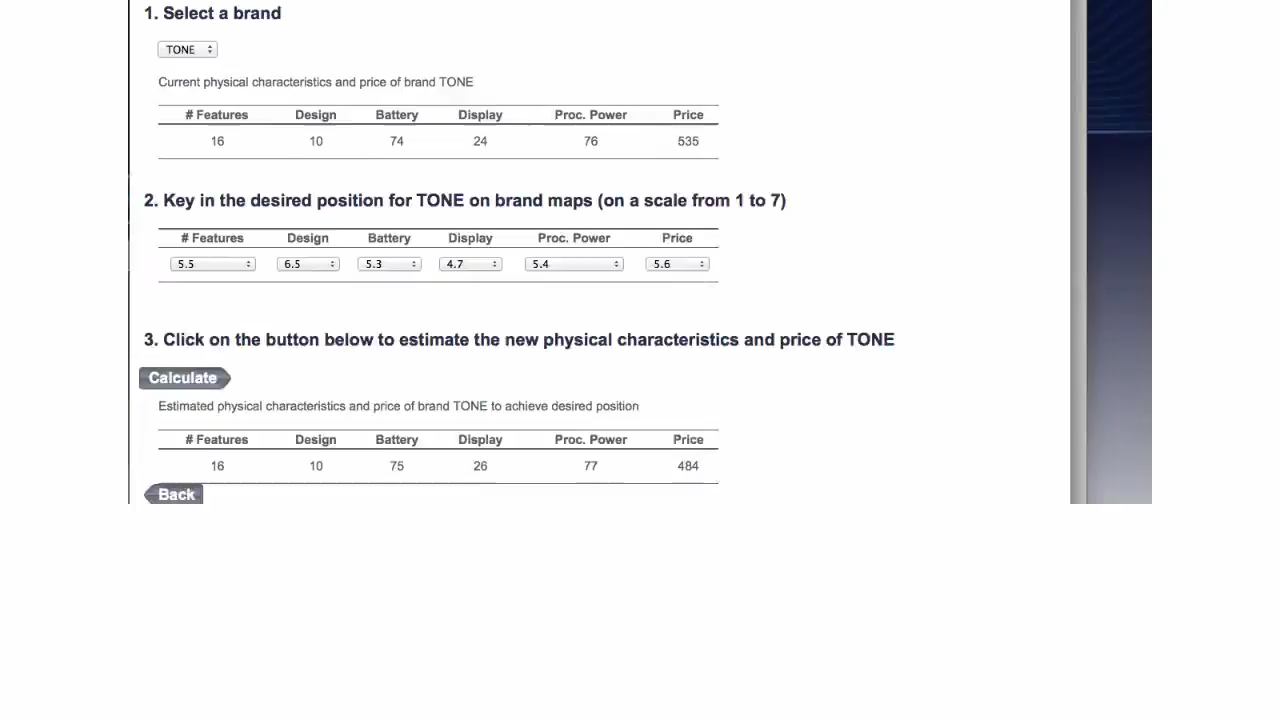 1. Select a brand
TONE
Current physical characteristics and price of brand TONE
# Features Design Battery Display Proc. Power Price
16 10 74 24 76 535
2. Key in the desired position for TONE on brand maps (on a scale from 1 to 7)
# Features Design Battery Display Proc. Power Price
5.5 6.5 5.3 4.7 5.4 5.6
3. Click on the button below to estimate the new physical characteristics and price of TONE
Calculate
Estimated physical characteristics and price of brand TONE to achieve desired position
# Features Design Battery Display Proc. Power Price
16 10 75 26 77 484
Back